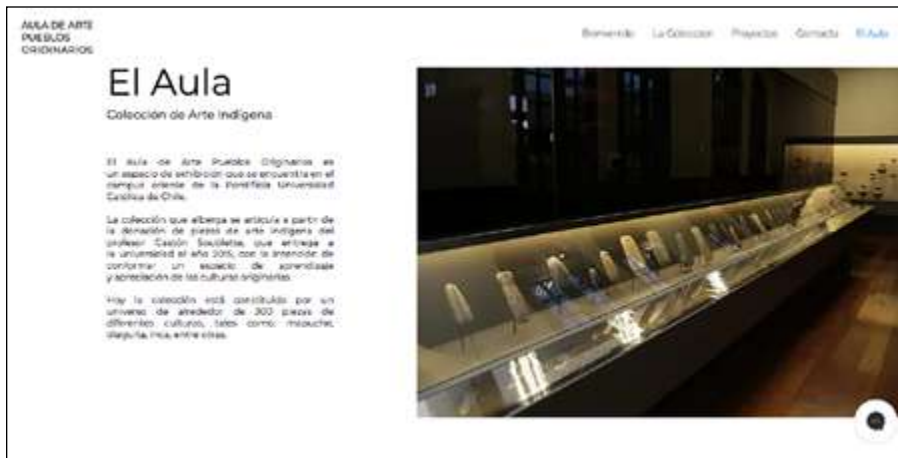 AULA DE ARTE
PUEBLOS
ORIGINARIOS
Bienvenido La Colección Proyectos Contacto El Aula
El Aula
Colección de Arte Indígena
El Aula de Arte Pueblos Originarios es
un espacio de exhibición que se encuentra en el
campus oriente de la Pontificia Universidad
Católica de Chile.
La colección que alberga se articula a partir de
la donación de piezas de arte indígena del
profesor Gastón Soublette, que entrega a
la universidad el año 2015, con la intención de
conformar un espacio de aprendizaje
y apreciación de las culturas originarias.
Hoy la colección está constituida por un
universo de alrededor de 300 piezas de
diferentes culturas, tales como: mapuche,
diaguita, inca, entre otras.